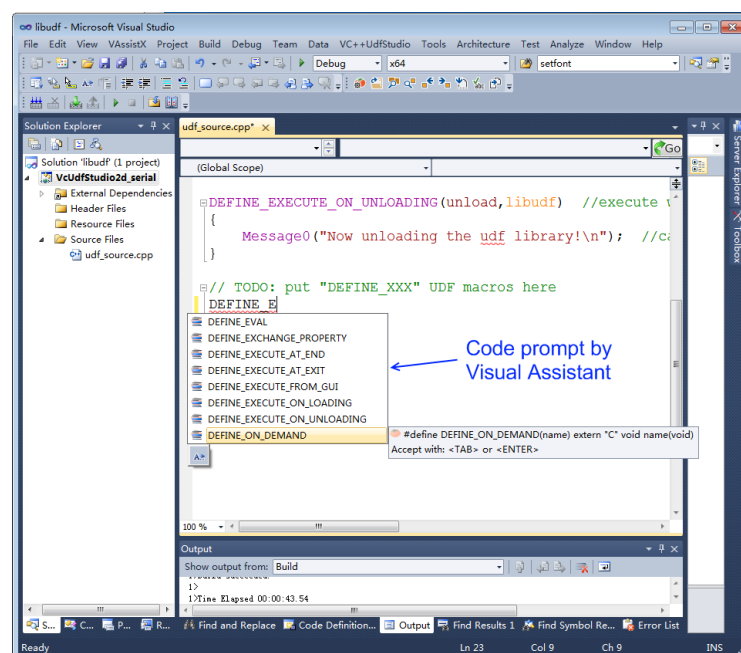 libudf - Microsoft Visual Studio
File Edit View VAssistX Project Build Debug Team Data VC++UdfStudio Tools Architecture Test Analyze Window Help
Debug x64 setfont
Solution Explorer
udf_source.cpp*
Go
Solution 'libudf' (1 project)
VcUdfStudio2d_serial
External Dependencies
Header Files
Resource Files
Source Files
udf_source.cpp
(Global Scope)
DEFINE_EXECUTE_ON_UNLOADING(unload,libudf) //execute
{
Message0("Now unloading the udf library!\n"); //ca
}
// TODO: put "DEFINE_XXX" UDF macros here
DEFINE_E
DEFINE_EVAL
DEFINE_EXCHANGE_PROPERTY
DEFINE_EXECUTE_AT_END
DEFINE_EXECUTE_AT_EXIT
DEFINE_EXECUTE_FROM_GUI
DEFINE_EXECUTE_ON_LOADING
DEFINE_EXECUTE_ON_UNLOADING
DEFINE_ON_DEMAND
#define DEFINE_ON_DEMAND(name) extern "C" void name(void)
Accept with: <TAB> or <ENTER>
Code prompt by
Visual Assistant
Server Explorer
Toolbox
100 %
Output
Show output from: Build
1>
1>Time Elapsed 00:00:43.54
S... C... P... R... Find and Replace Code Definition... Output Find Results 1 Find Symbol Re... Error List
Ready Ln 23 Col 9 Ch 9 INS